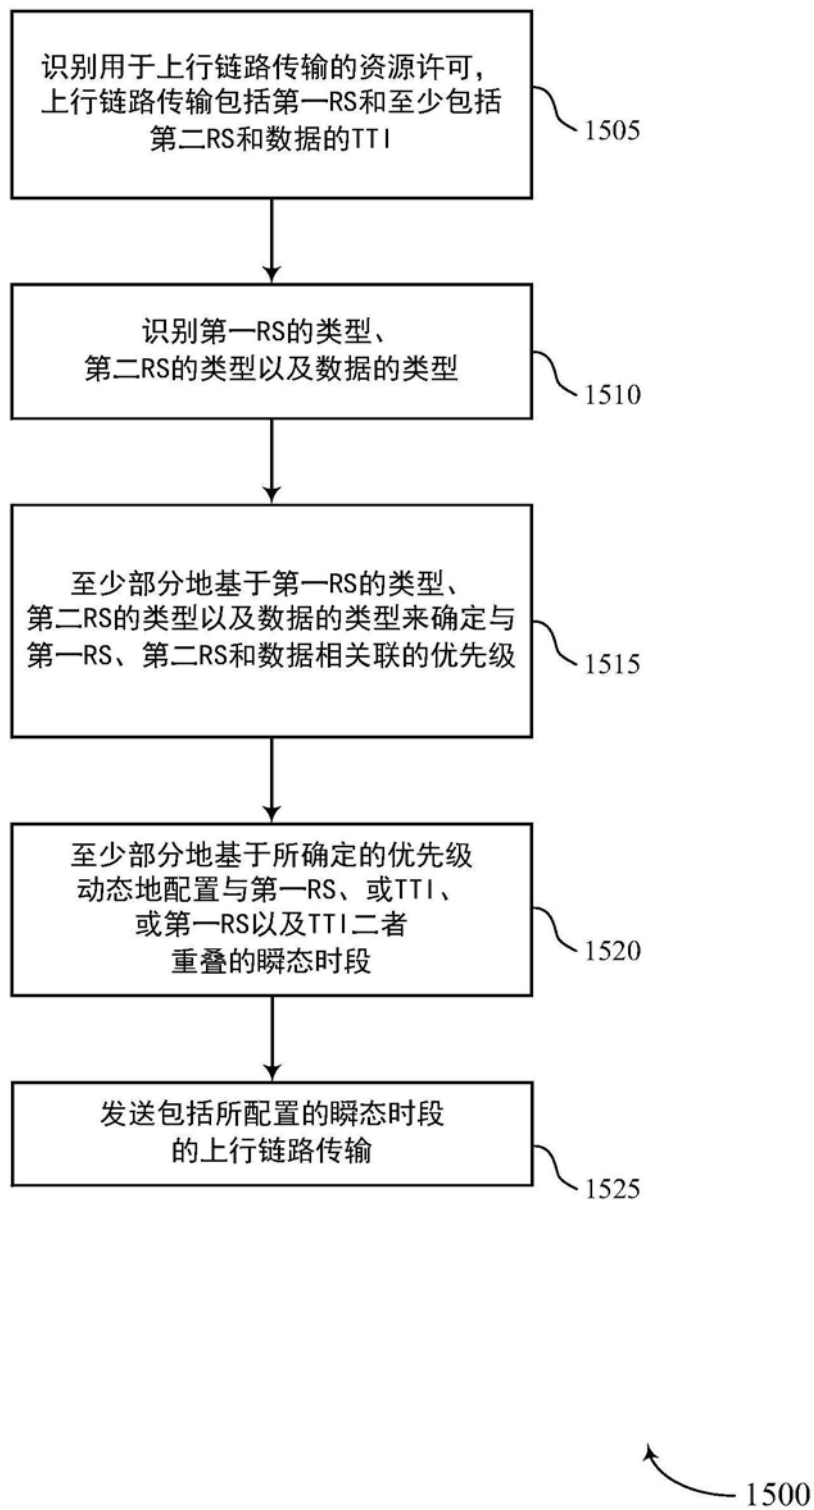 识别用于上行链路传输的资源许可，
上行链路传输包括第一RS和至少包括
第二RS和数据的TTI
1505
识别第一RS的类型、
第二RS的类型以及数据的类型
1510
至少部分地基于第一RS的类型、
第二RS的类型以及数据的类型来确定与
第一RS、第二RS和数据相关联的优先级
1515
至少部分地基于所确定的优先级
动态地配置与第一RS、或TTI、
或第一RS以及TTI二者
重叠的瞬态时段
1520
发送包括所配置的瞬态时段
的上行链路传输
1525
1500